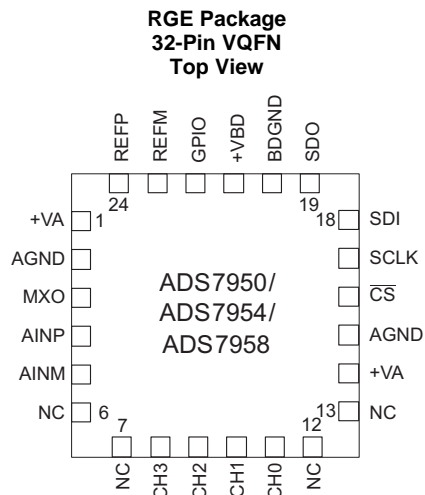 RGE Package
32-Pin VQFN
Top View
REFP
REFM
GPIO
+VBD
BDGND
SDO
24
19
+VA
1
18
SDI
AGND
SCLK
MXO
CS
AINP
AGND
AINM
+VA
NC
6
13
NC
ADS7950/
ADS7954/
ADS7958
7
12
NC
CH3
CH2
CH1
CH0
NC